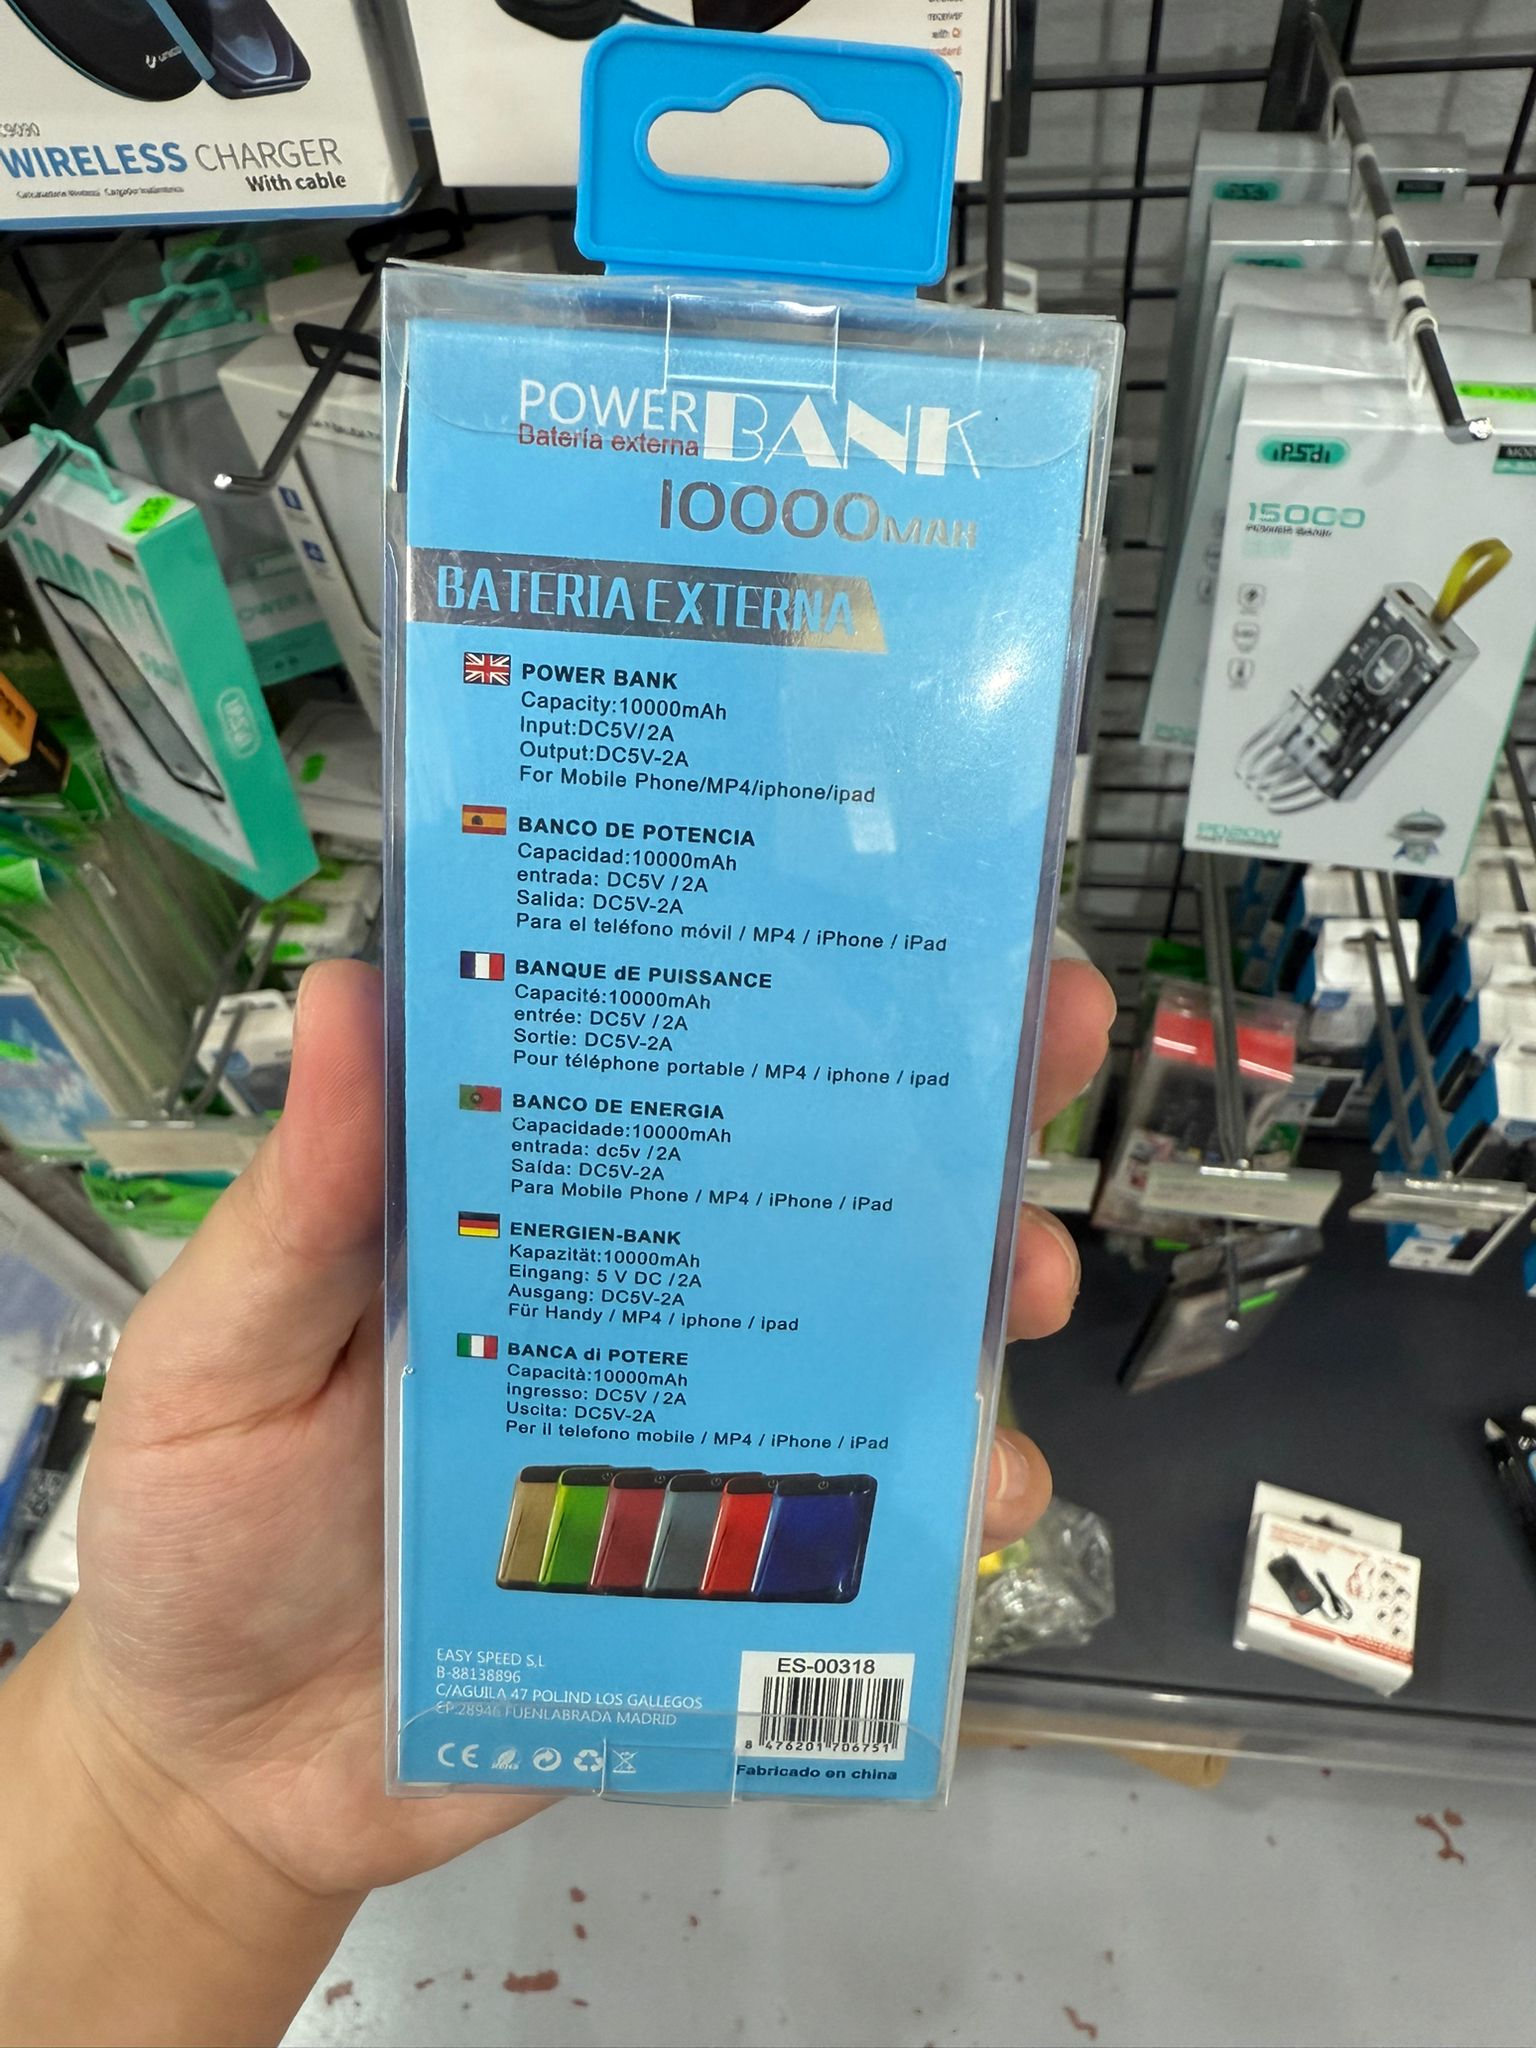 WIRELESS CHARGER
With cable
POWER BANK
Batería externa
10000MAH
BATERIA EXTERNA
POWER BANK
Capacity:10000mAh
Input:DC5V/2A
Output:DC5V-2A
For Mobile Phone/MP4/iphone/ipad
BANCO DE POTENCIA
Capacidad:10000mAh
entrada: DC5V /2A
Salida: DC5V-2A
Para el teléfono móvil / MP4 / iPhone / iPad
BANQUE dE PUISSANCE
Capacité:10000mAh
entrée: DC5V /2A
Sortie: DC5V-2A
Pour téléphone portable / MP4 / iphone / ipad
BANCO DE ENERGIA
Capacidade:10000mAh
entrada: dc5v /2A
Saída: DC5V-2A
Para Mobile Phone / MP4 / iPhone / iPad
ENERGIEN-BANK
Kapazität:10000mAh
Eingang: 5 V DC /2A
Ausgang: DC5V-2A
Für Handy / MP4 / iphone / ipad
BANCA di POTERE
Capacità:10000mAh
ingresso: DC5V /2A
Uscita: DC5V-2A
Per il telefono mobile / MP4 / iPhone / iPad
EASY SPEED S,L
B-88138896
C/AGUILA 47 POL.IND LOS GALLEGOS
CP.28946 FUENLABRADA MADRID
CE
ES-00318
8 476201 706751
Fabricado en china
15000
POWER BANK
PD20W